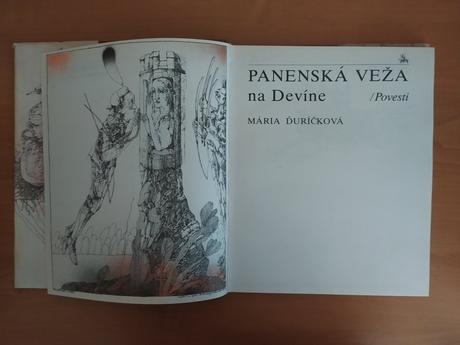 PANENSKÁ VEŽA
na Devíne /Povesti
MÁRIA ĎURÍČKOVÁ